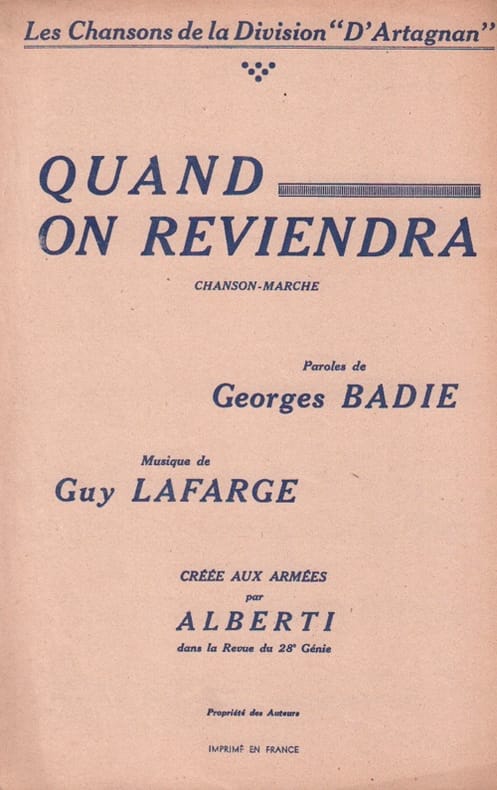 Les Chansons de la Division "D'Artagnan"
QUAND
ON REVIENDRA
CHANSON-MARCHE
Paroles de
Georges BADIE
Musique de
Guy LAFARGE
CRÉÉE AUX ARMÉES
par
ALBERTI
dans la Revue du 28e Génie
Propriété des Auteurs
IMPRIMÉ EN FRANCE